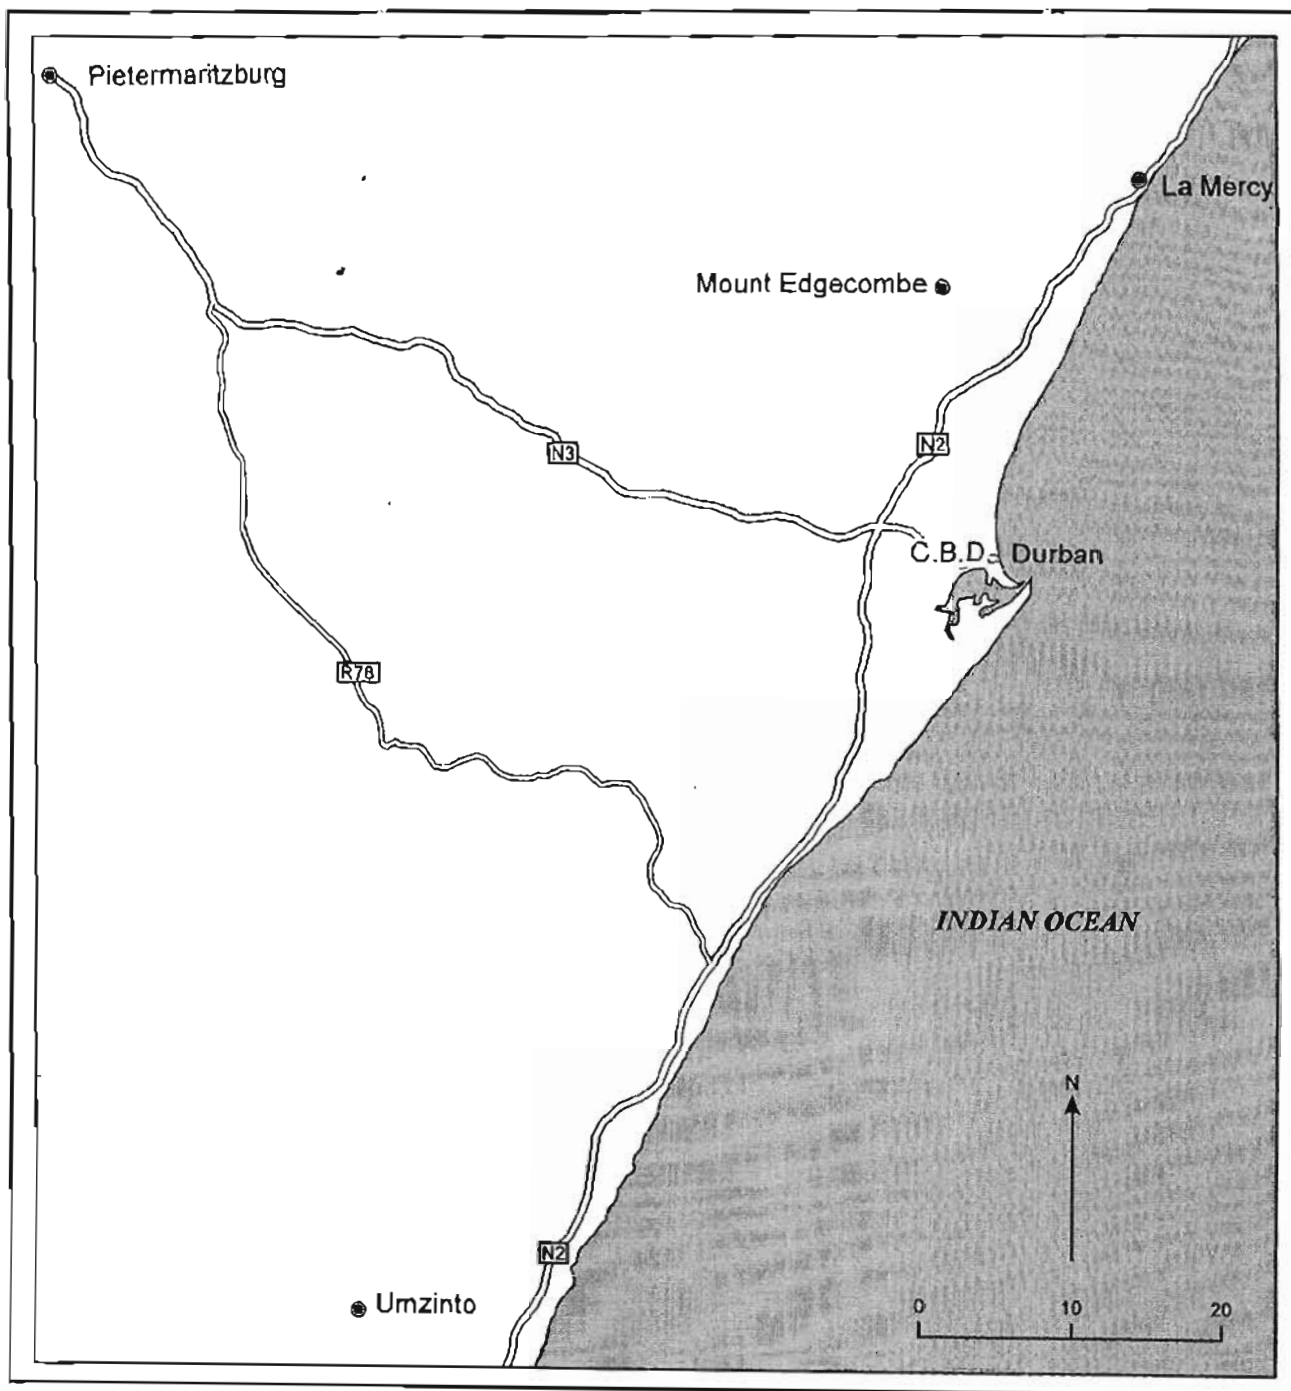 Pietermaritzburg
La Mercy
Mount Edgecombe
N3
N2
C.B.D. Durban
R78
INDIAN OCEAN
N
N2
Umzinto
0 10 20